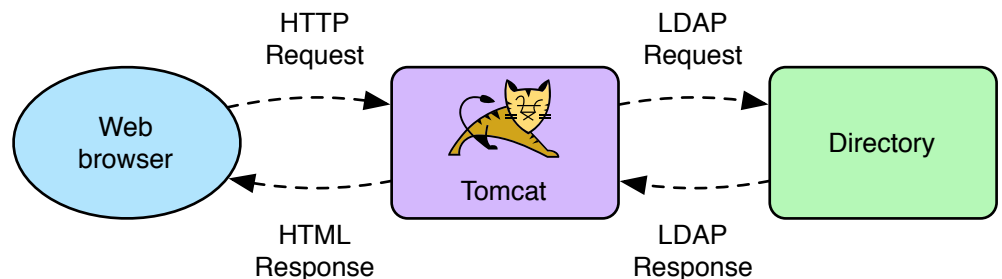 HTTP
Request
LDAP
Request
Web
browser
Tomcat
Directory
HTML
Response
LDAP
Response